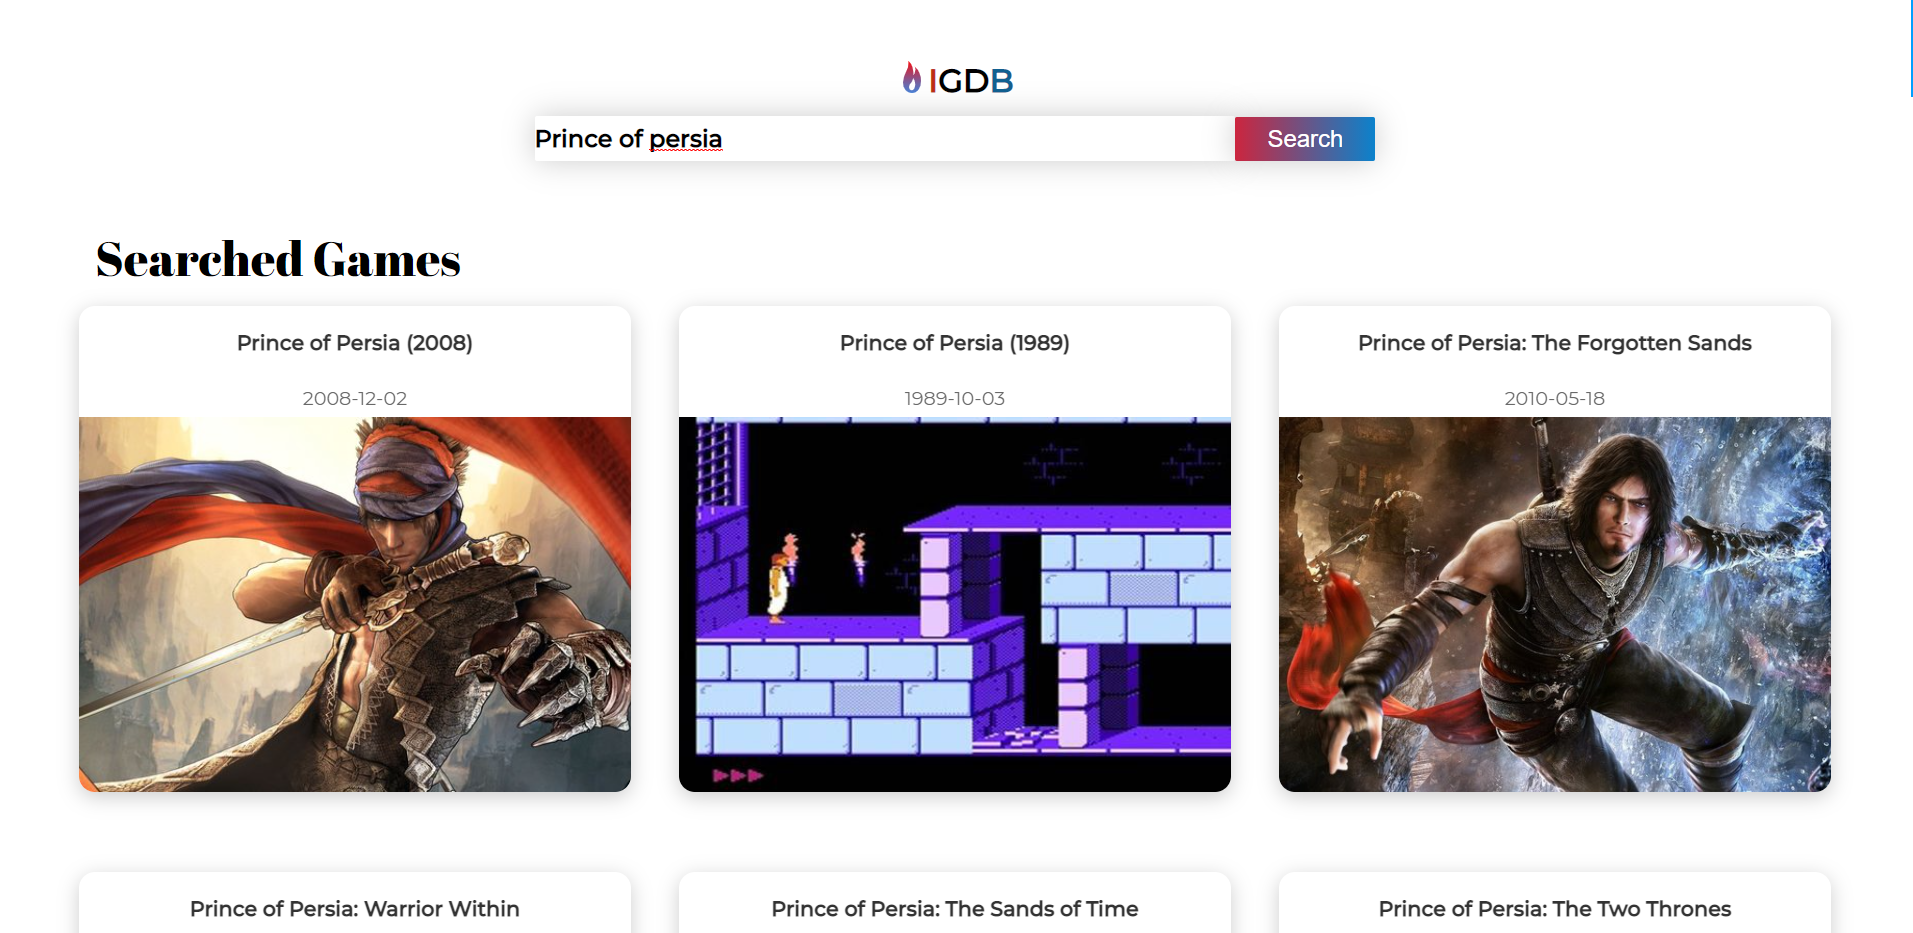 IGDB
Prince of persia
Search
Searched Games
Prince of Persia (2008)
2008-12-02
Prince of Persia (1989)
1989-10-03
Prince of Persia: The Forgotten Sands
2010-05-18
Prince of Persia: Warrior Within
Prince of Persia: The Sands of Time
Prince of Persia: The Two Thrones